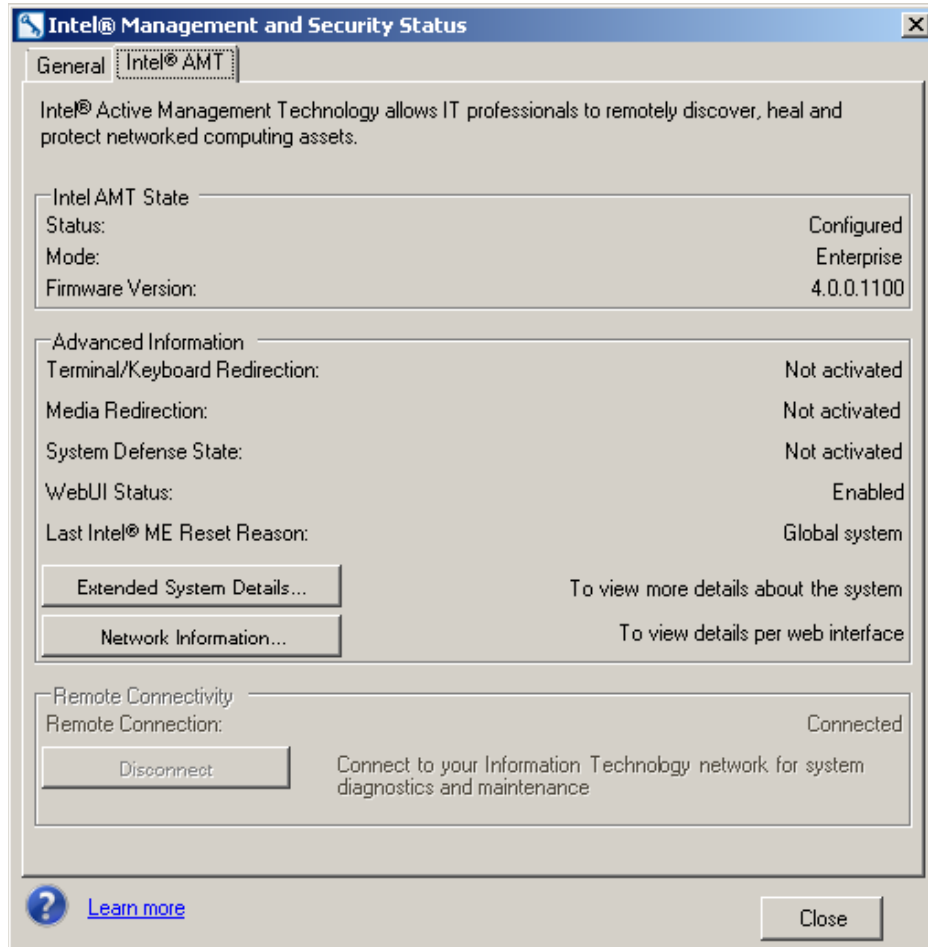 Intel® Management and Security Status
General
Intel® AMT
Intel® Active Management Technology allows IT professionals to remotely discover, heal and
protect networked computing assets.
Intel AMT State
Status: Configured
Mode: Enterprise
Firmware Version: 4.0.0.1100
Advanced Information
Terminal/Keyboard Redirection: Not activated
Media Redirection: Not activated
System Defense State: Not activated
WebUI Status: Enabled
Last Intel® ME Reset Reason: Global system
Extended System Details... To view more details about the system
Network Information... To view details per web interface
Remote Connectivity
Remote Connection: Connected
Disconnect
Connect to your Information Technology network for system
diagnostics and maintenance
? Learn more
Close